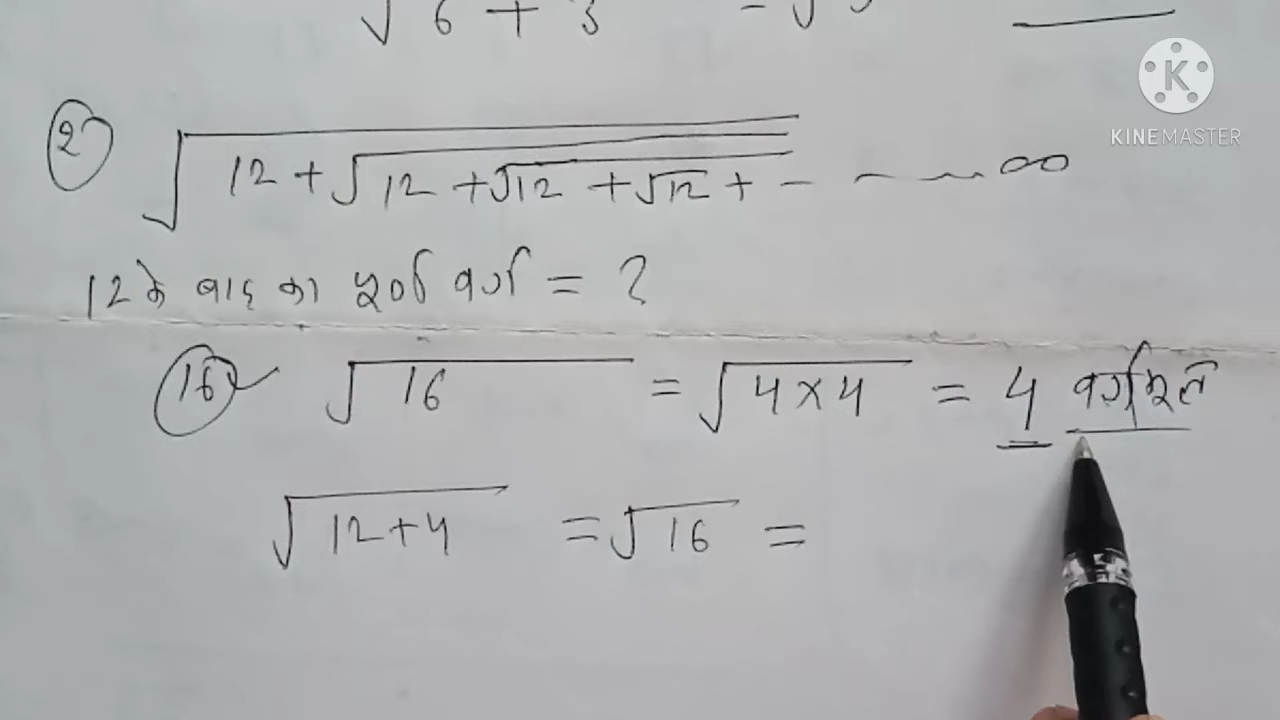 √6 + 3 = √9
KINEMASTER
② √12 + √12 + √12 + √12 + - - - - ∞
12 के बाद का पूर्ण वर्ग = ?
16 √16 = √4 × 4 = 4 वर्गमूल
√12 + 4 = √16 =